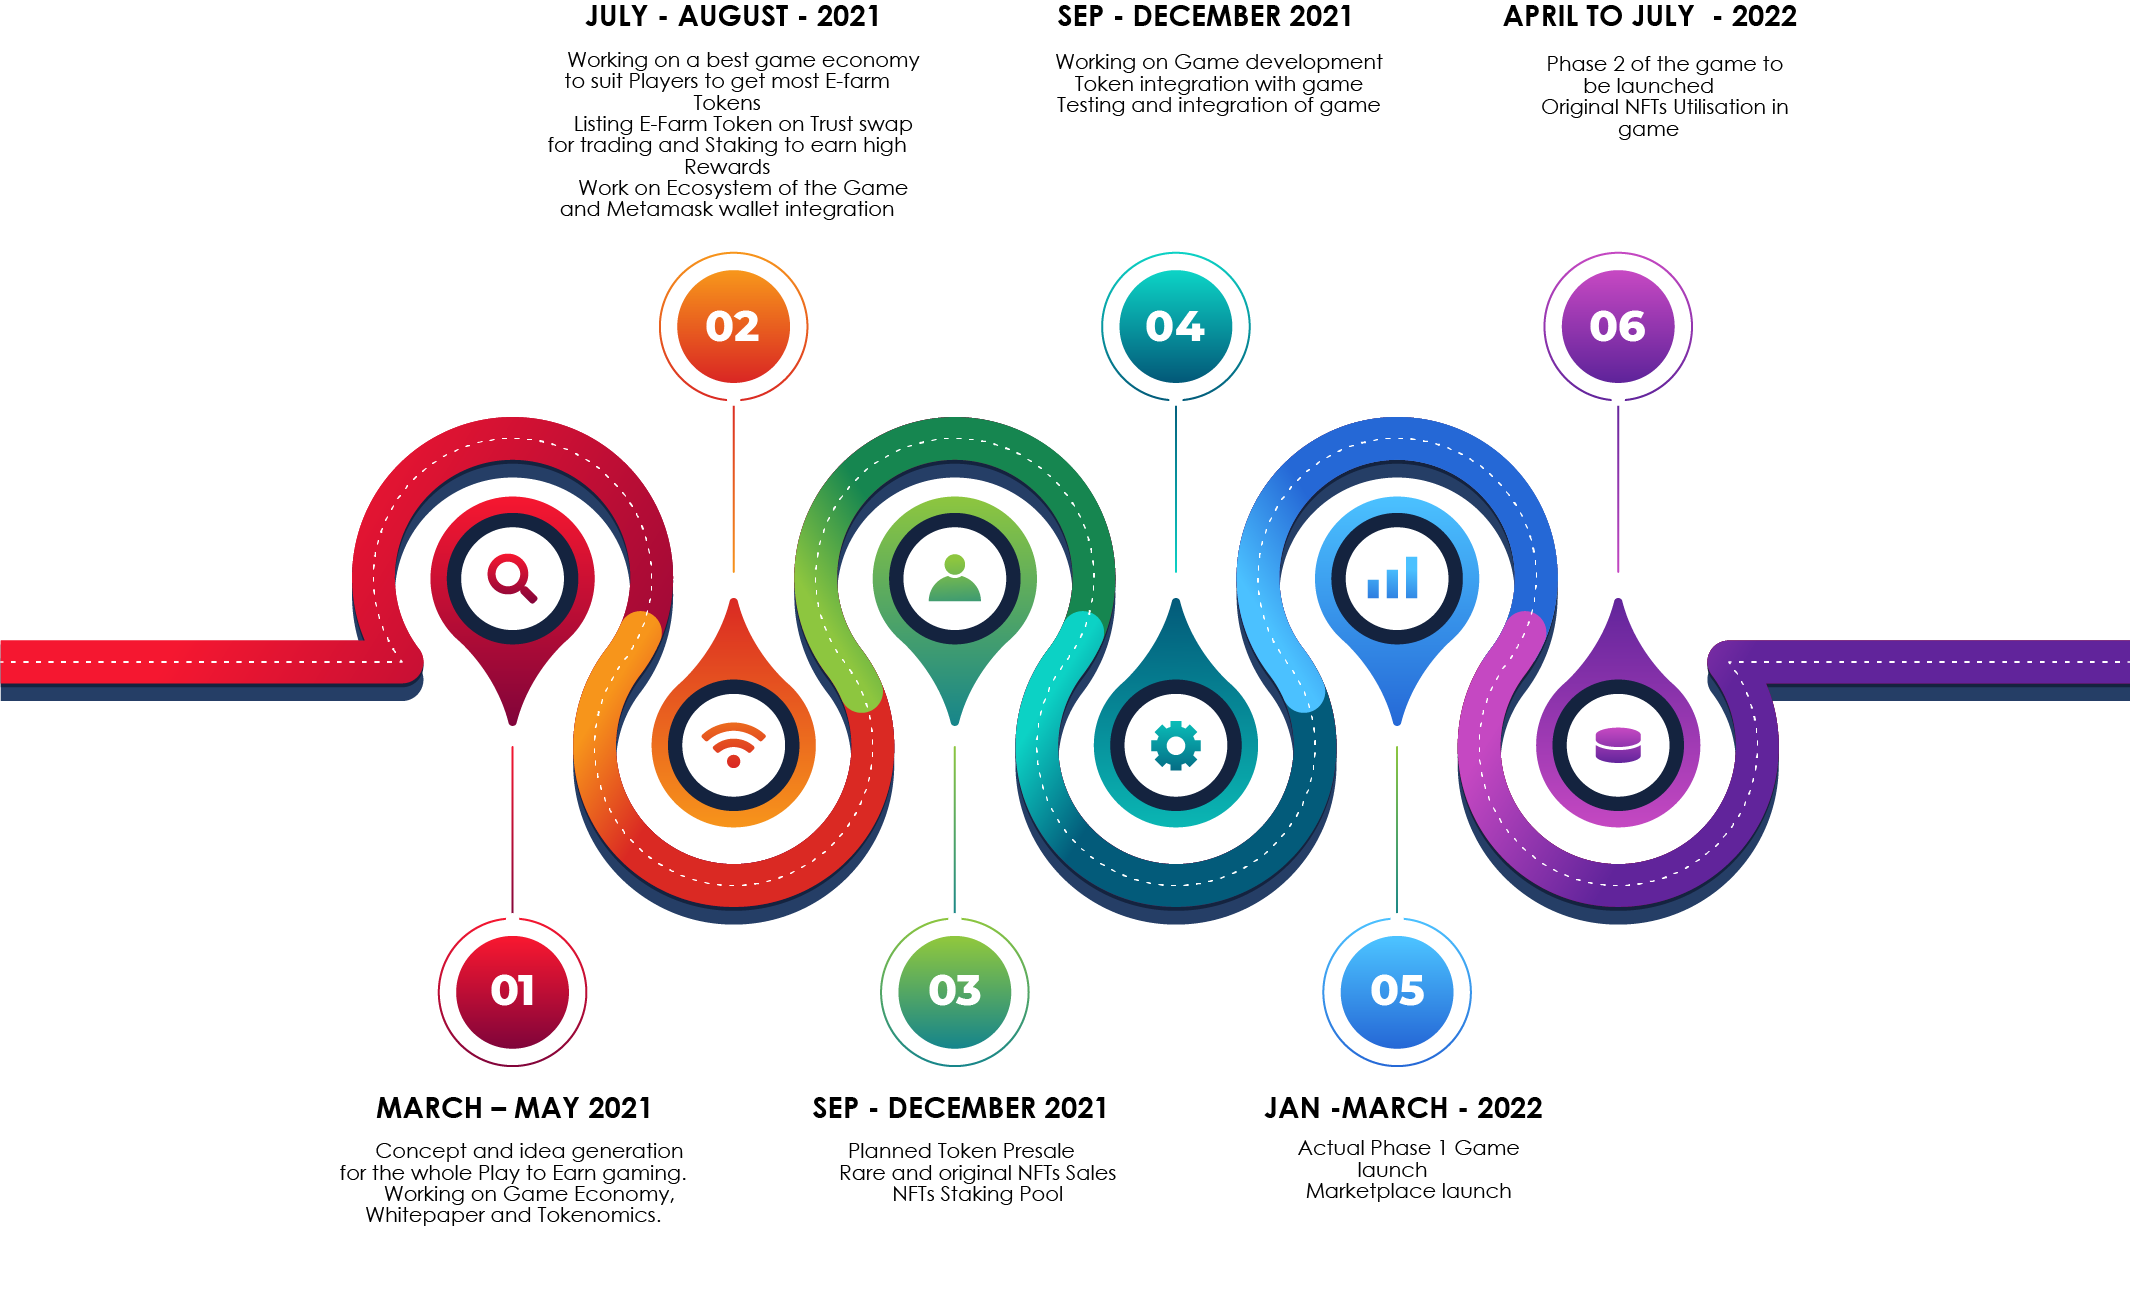 JULY - AUGUST - 2021
Working on a best game economy
to suit Players to get most E-farm
Tokens
Listing E-Farm Token on Trust swap
for trading and Staking to earn high
Rewards
Work on Ecosystem of the Game
and Metamask wallet integration
SEP - DECEMBER 2021
Working on Game development
Token integration with game
Testing and integration of game
APRIL TO JULY - 2022
Phase 2 of the game to
be launched
Original NFTs Utilisation in
game
02
04
06
01
03
05
MARCH – MAY 2021
Concept and idea generation
for the whole Play to Earn gaming.
Working on Game Economy,
Whitepaper and Tokenomics.
SEP - DECEMBER 2021
Planned Token Presale
Rare and original NFTs Sales
NFTs Staking Pool
JAN -MARCH - 2022
Actual Phase 1 Game
launch
Marketplace launch